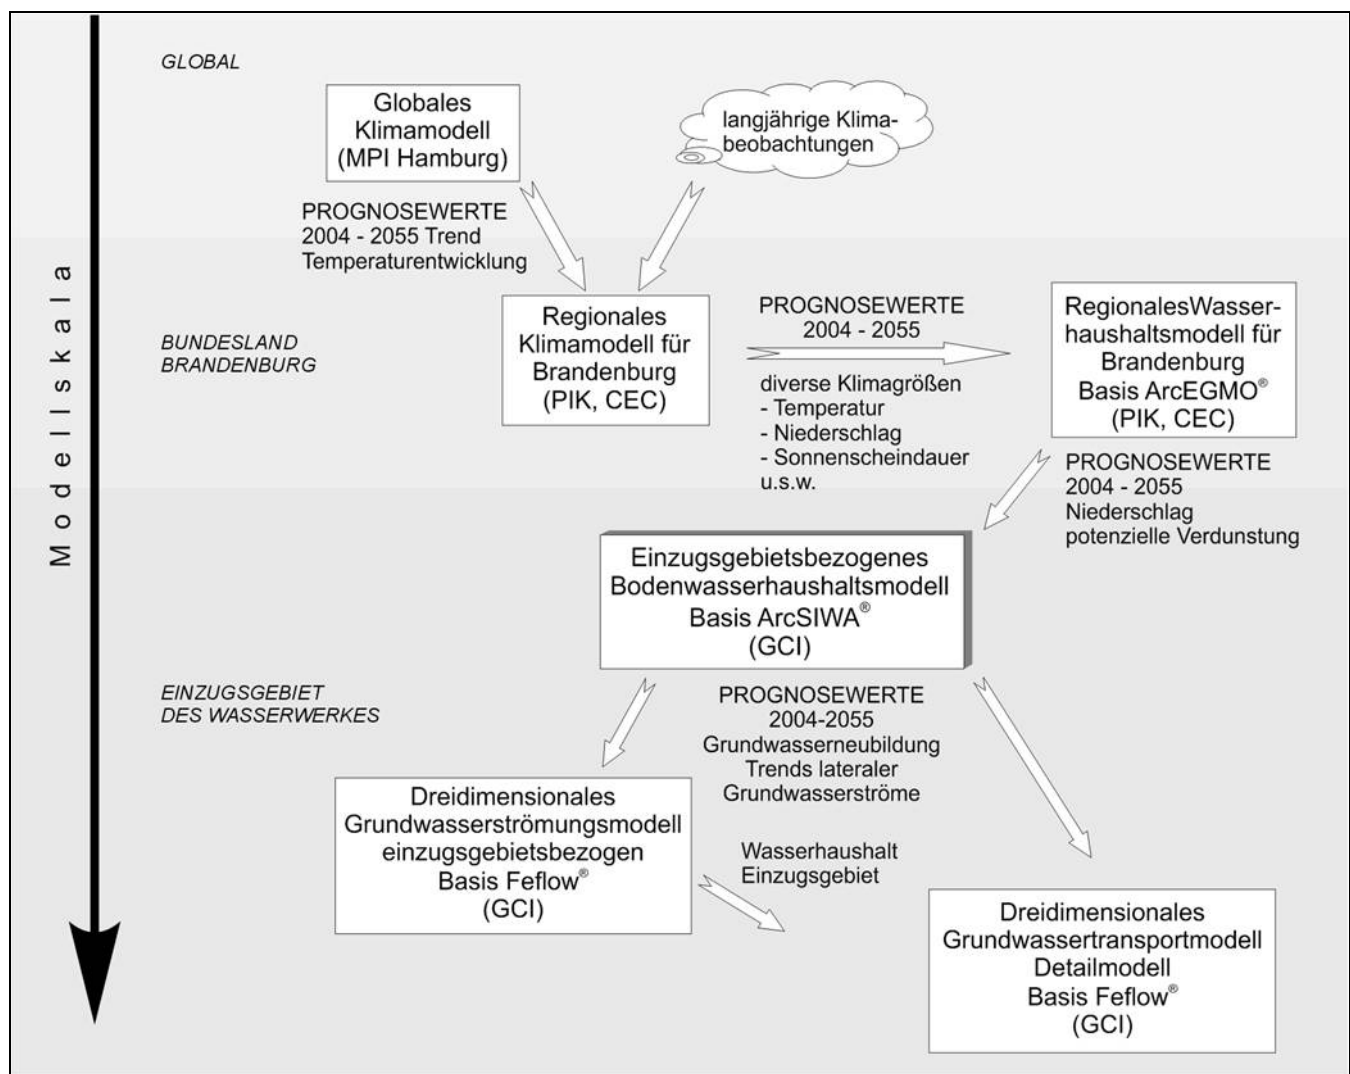 GLOBAL
Globales
Klimamodell
(MPI Hamburg)
langjährige Klima-
beobachtungen
PROGNOSEWERTE
2004 - 2055 Trend
Temperaturentwicklung
Modellskala
BUNDESLAND
BRANDENBURG
Regionales
Klimamodell für
Brandenburg
(PIK, CEC)
PROGNOSEWERTE
2004 - 2055
diverse Klimagrößen
- Temperatur
- Niederschlag
- Sonnenscheindauer
u.s.w.
RegionalesWasser-
haushaltsmodell für
Brandenburg
Basis ArcEGMO®
(PIK, CEC)
PROGNOSEWERTE
2004 - 2055
Niederschlag
potenzielle Verdunstung
Einzugsgebietsbezogenes
Bodenwasserhaushaltsmodell
Basis ArcSIWA®
(GCI)
EINZUGSGEBIET
DES WASSERWERKES
PROGNOSEWERTE
2004-2055
Grundwasserneubildung
Trends lateraler
Grundwasserströme
Dreidimensionales
Grundwasserströmungsmodell
einzugsgebietsbezogen
Basis Feflow®
(GCI)
Wasserhaushalt
Einzugsgebiet
Dreidimensionales
Grundwassertransportmodell
Detailmodell
Basis Feflow®
(GCI)